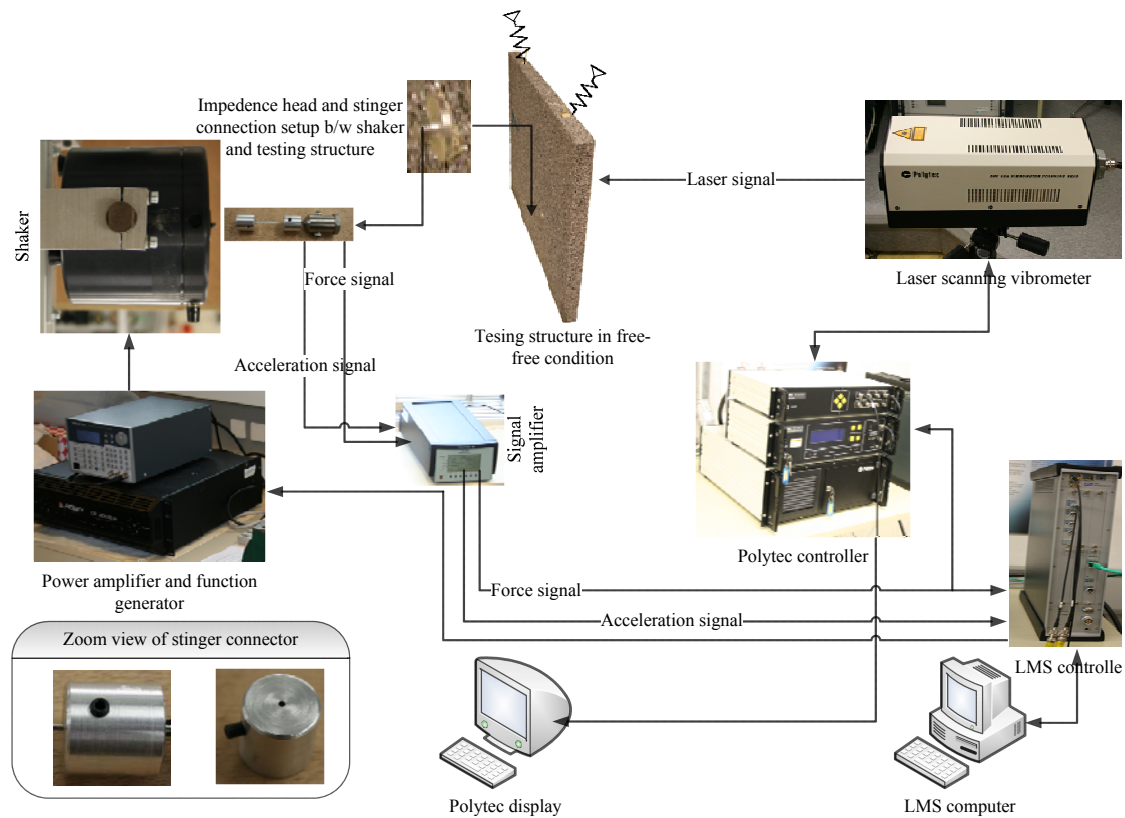 Impedence head and stinger
connection setup b/w shaker
and testing structure
Shaker
Force signal
Acceleration signal
Laser signal
Polytec
Laser scanning vibrometer
Tesing structure in free-
free condition
Signal
amplifier
Polytec controller
Power amplifier and function
generator
Force signal
Acceleration signal
LMS controlle
Zoom view of stinger connector
Polytec display
LMS computer